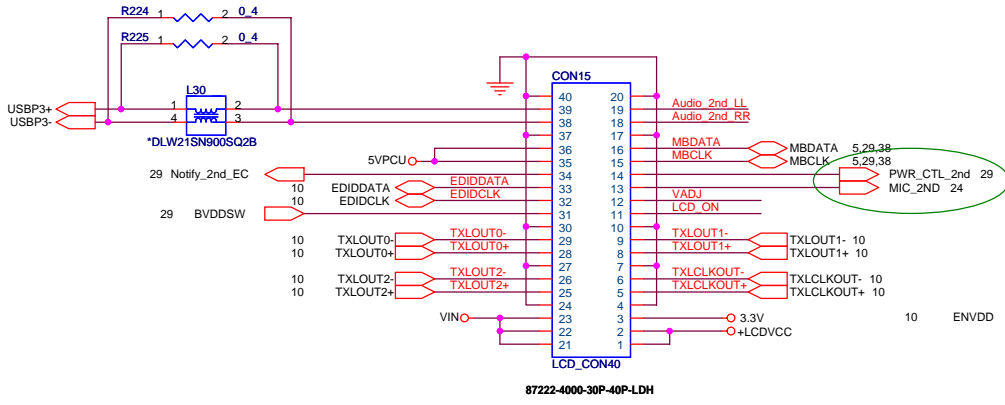 R224 1 2 0_4
R225 1 2 0_4
L30
USBP3+ 1 2
USBP3- 4 3
*DLW21SN900SQ2B
CON15
40 20
39 19 Audio_2nd_LL
38 18 Audio_2nd_RR
37 17
36 16 MBDATA MBDATA 5,29,38
5VPCU 35 15 MBCLK MBCLK 5,29,38
29 Notify_2nd_EC 34 14 PWR_CTL_2nd 29
10 EDIDDATA EDIDDATA 33 13 MIC_2ND 24
10 EDIDCLK EDIDCLK 32 12 VADJ
29 BVDDSW 31 11 LCD_ON
30 10
10 TXLOUT0- TXLOUT0- 29 9 TXLOUT1- TXLOUT1- 10
10 TXLOUT0+ TXLOUT0+ 28 8 TXLOUT1+ TXLOUT1+ 10
27 7
10 TXLOUT2- TXLOUT2- 26 6 TXLCLKOUT- TXLCLKOUT- 10
10 TXLOUT2+ TXLOUT2+ 25 5 TXLCLKOUT+ TXLCLKOUT+ 10
24 4
VIN 23 3 3.3V 10 ENVDD
22 2 +LCDVCC
21 1
LCD_CON40
87222-4000-30P-40P-LDH